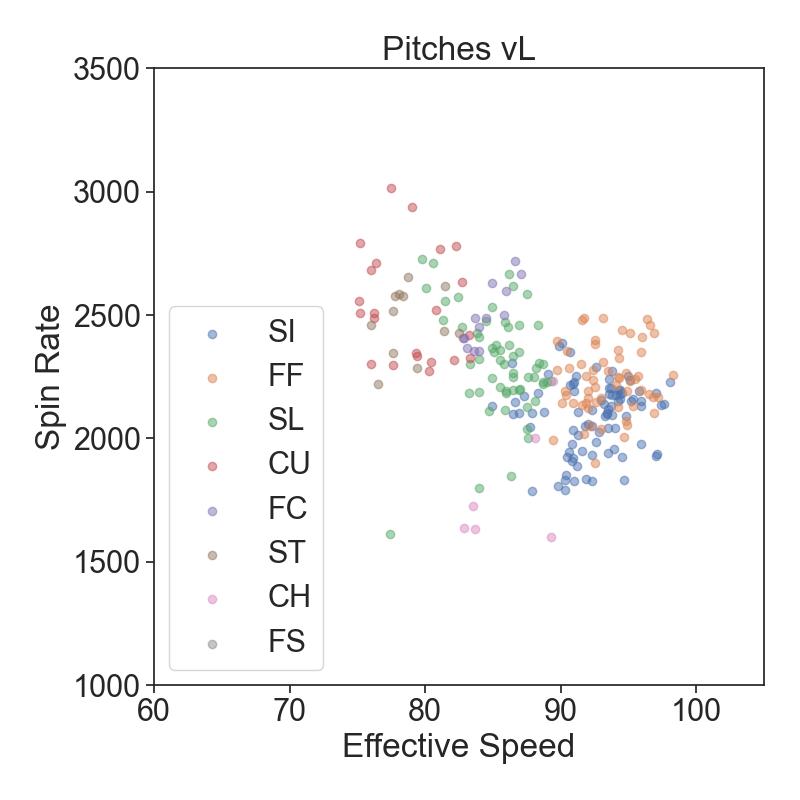 Pitches vL
3500
3000
2500
2000
1500
1000
Spin Rate
SI
FF
SL
CU
FC
ST
CH
FS
60
70
80
90
100
Effective Speed